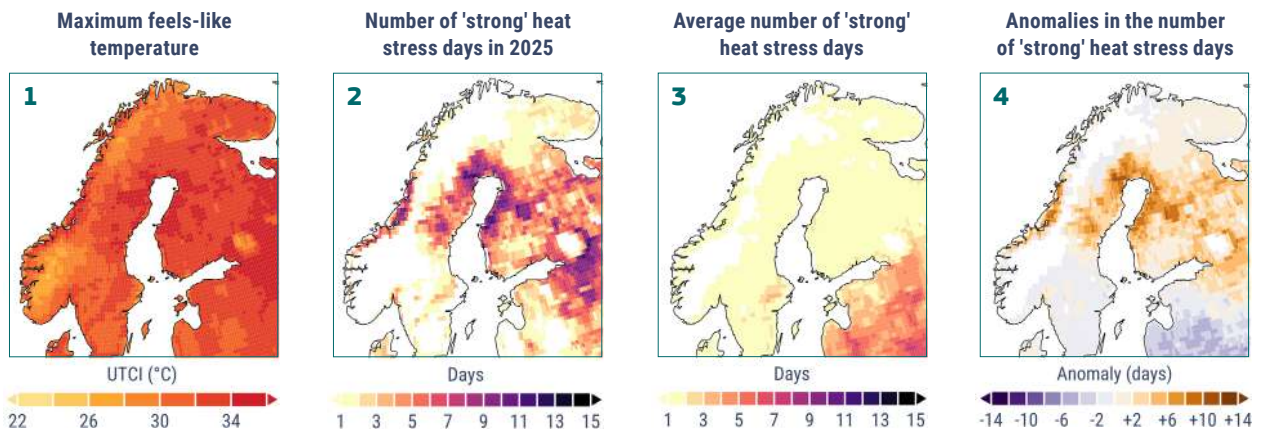 Maximum feels-like
temperature
Number of 'strong' heat
stress days in 2025
Average number of 'strong'
heat stress days
Anomalies in the number
of 'strong' heat stress days
1
2
3
4
UTCI (°C)
22 26 30 34
Days
1 3 5 7 9 11 13 15
Days
1 3 5 7 9 11 13 15
Anomaly (days)
-14 -10 -6 -2 +2 +6 +10 +14